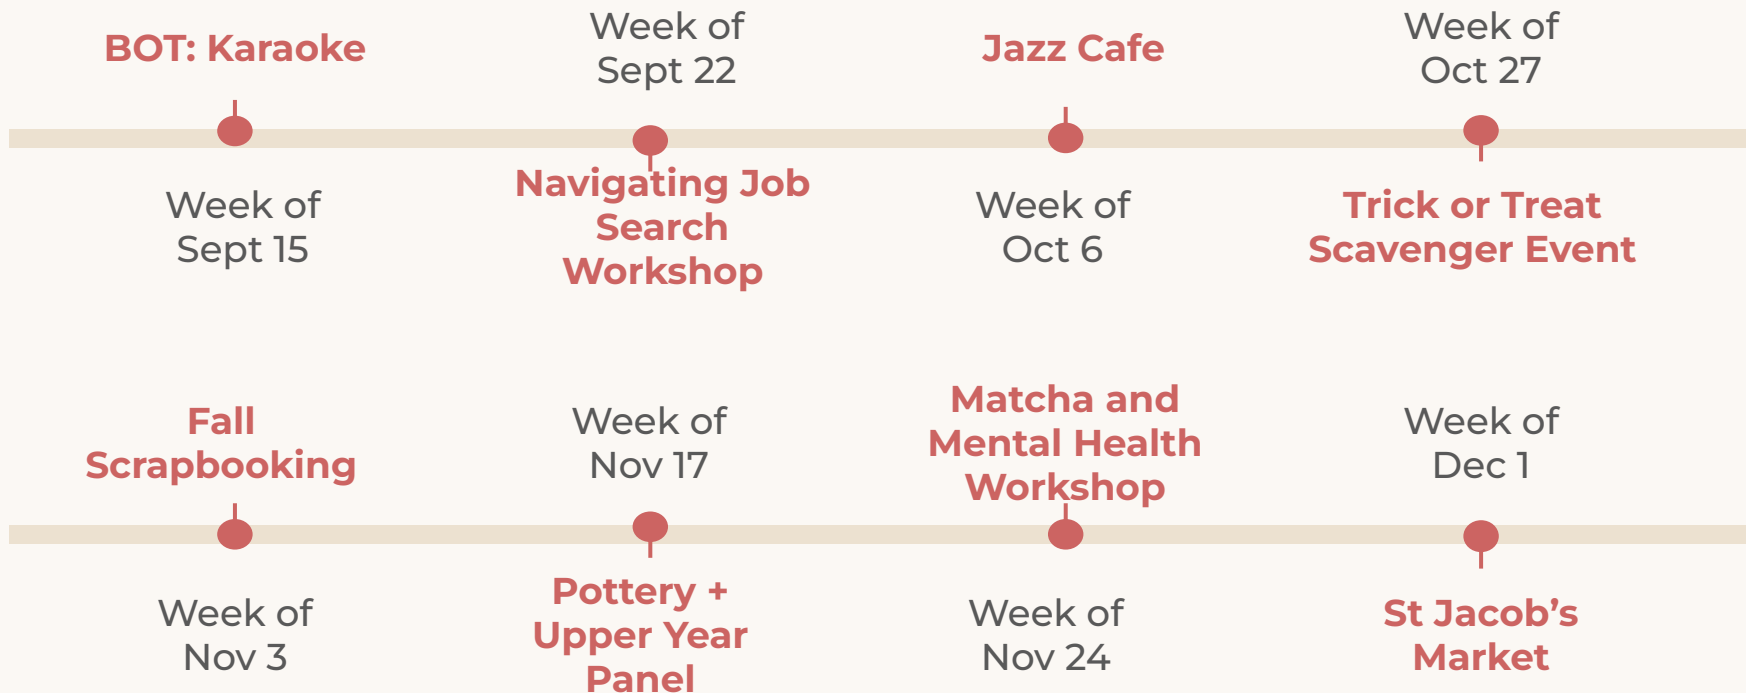 BOT: Karaoke
Week of
Sept 15
Week of
Sept 22
Navigating Job
Search
Workshop
Jazz Cafe
Week of
Oct 6
Week of
Oct 27
Trick or Treat
Scavenger Event
Fall
Scrapbooking
Week of
Nov 3
Week of
Nov 17
Pottery +
Upper Year
Panel
Matcha and
Mental Health
Workshop
Week of
Nov 24
Week of
Dec 1
St Jacob’s
Market